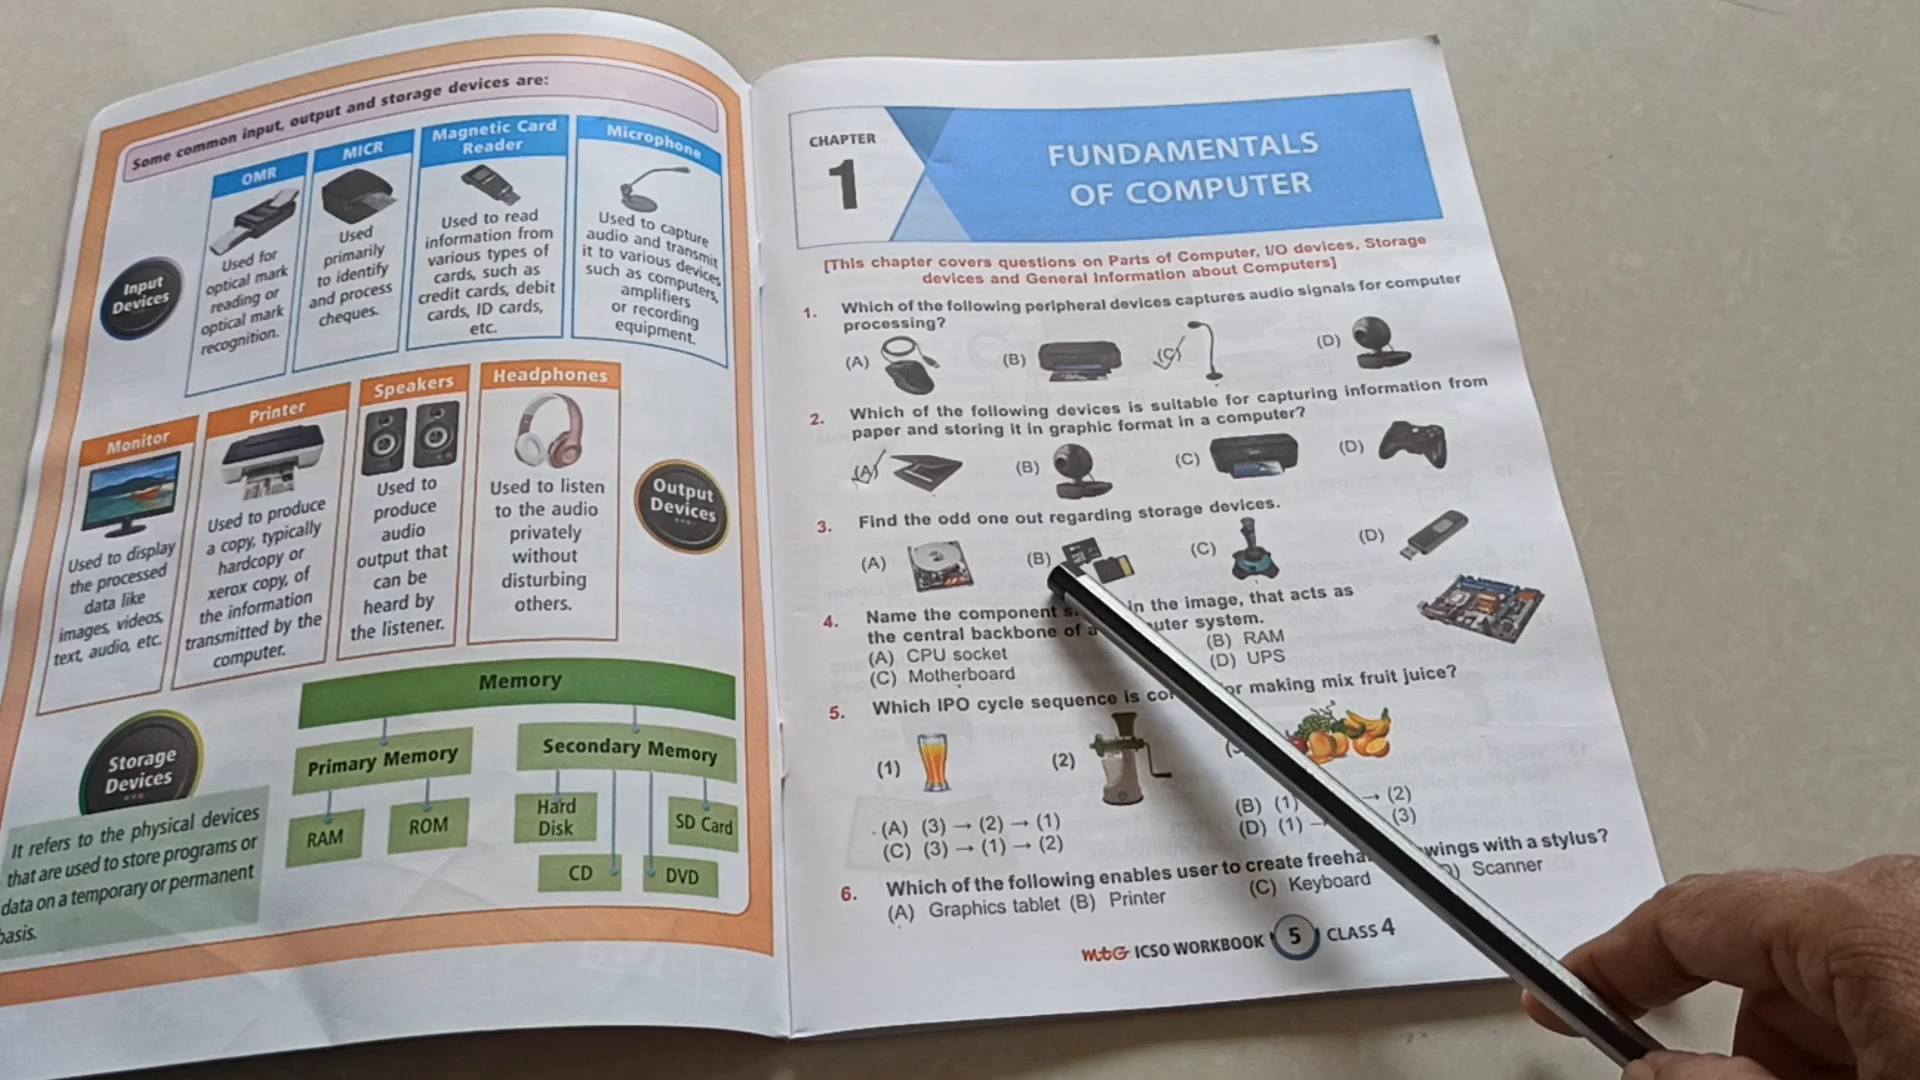 Some common input, output and storage devices are:
Input
Devices
OMR
Used for
optical mark
reading or
optical mark
recognition.
MICR
Used
primarily
to identify
and process
cheques.
Magnetic Card
Reader
Used to read
information from
various types of
cards, such as
credit cards, debit
cards, ID cards,
etc.
Microphone
Used to capture
audio and transmit
it to various devices
such as computers,
amplifiers
or recording
equipment.
Monitor
Used to display
the processed
data like
images, videos,
text, audio, etc.
Printer
Used to produce
a copy, typically
hardcopy or
xerox copy, of
the information
transmitted by the
computer.
Speakers
Used to
produce
audio
output that
can be
heard by
the listener.
Headphones
Used to listen
to the audio
privately
without
disturbing
others.
Output
Devices
Storage
Devices
It refers to the physical devices
that are used to store programs or
data on a temporary or permanent
basis.
Memory
Primary Memory
Secondary Memory
RAM
ROM
Hard
Disk
SD Card
CD
DVD
CHAPTER
1
FUNDAMENTALS
OF COMPUTER
[This chapter covers questions on Parts of Computer, I/O devices, Storage
devices and General Information about Computers]
1. Which of the following peripheral devices captures audio signals for computer
processing?
(A) (B) (C) (D)
2. Which of the following devices is suitable for capturing information from
paper and storing it in graphic format in a computer?
(A) (B) (C) (D)
3. Find the odd one out regarding storage devices.
(A) (B) (C) (D)
4. Name the component in the image, that acts as
the central backbone of a system.
(A) CPU socket (B) RAM
(C) Motherboard (D) UPS
5. Which IPO cycle sequence is for making mix fruit juice?
(1) (2)
(A) (3) → (2) → (1) (B) (1) → (2)
(C) (3) → (1) → (2) (D) (1) → (3)
6. Which of the following enables user to create with a stylus?
(A) Graphics tablet (B) Printer (C) Keyboard (D) Scanner
MtG ICSO WORKBOOK 5 CLASS 4